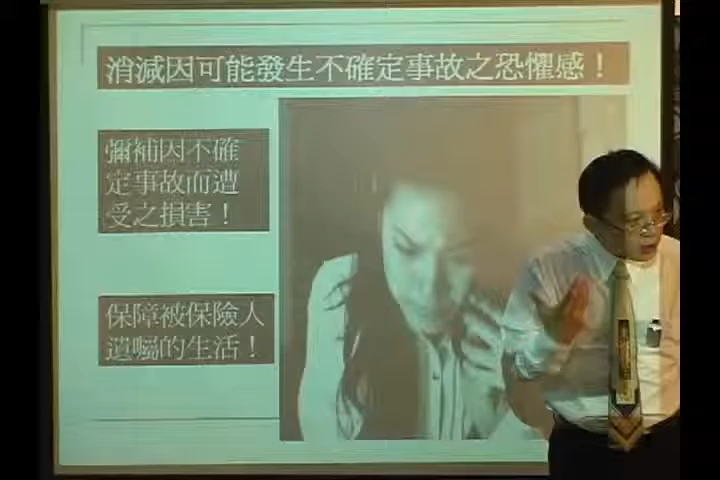 消減因可能發生不確定事故之恐懼感！
彌補因不確
定事故而遭
受之損害！
保障被保險人
遺囑的生活！